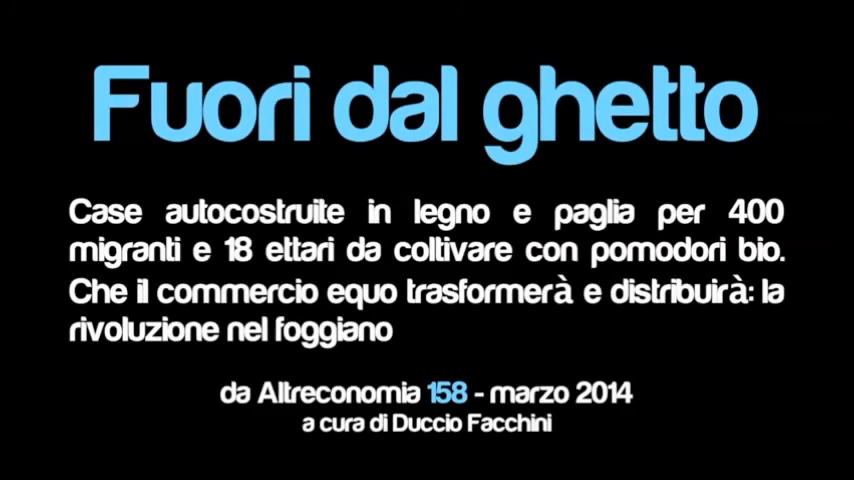 Fuori dal ghetto
Case autocostruite in legno e paglia per 400
migranti e 18 ettari da coltivare con pomodori bio.
Che il commercio equo trasformerà e distribuirà: la
rivoluzione nel foggiano
da Altreconomia 158 - marzo 2014
a cura di Duccio Facchini